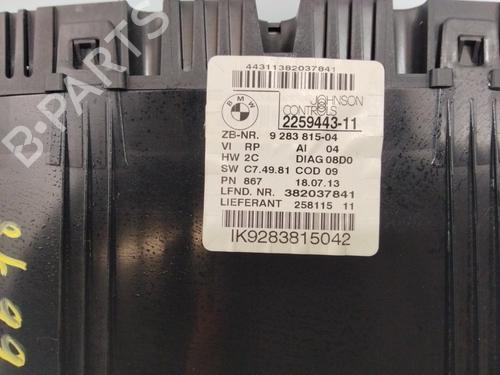 44311382037841
BMW
JOHNSON
CONTROLS
2259443-11
ZB-NR. 9 283 815-04
VI RP AI 04
HW 2C DIAG 08D0
SW C7.49.81 COD 09
PN 867 18.07.13
LFND. NR. 382037841
LIEFERANT 258115 11
IK9283815042
B-PARTS
B-PARTS